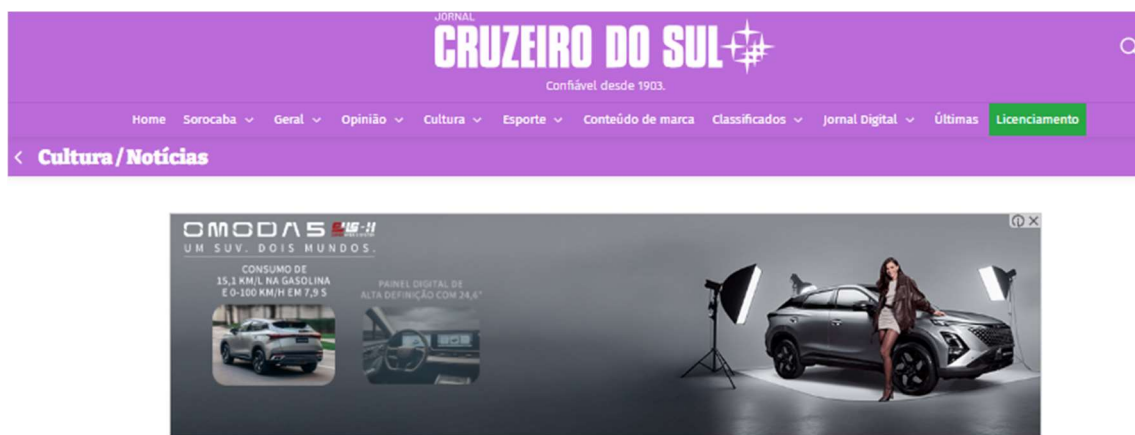 JORNAL
CRUZEIRO DO SUL
Confiável desde 1903.
Home Sorocaba Geral Opinião Cultura Esporte Conteúdo de marca Classificados Jornal Digital Últimas Licenciamento
Cultura/Notícias
OMODA 5
UM SUV. DOIS MUNDOS.
CONSUMO DE
15,1 KM/L NA GASOLINA
E 0-100 KM/H EM 7,9 S
PAINEL DIGITAL DE
ALTA DEFINIÇÃO COM 24,6"